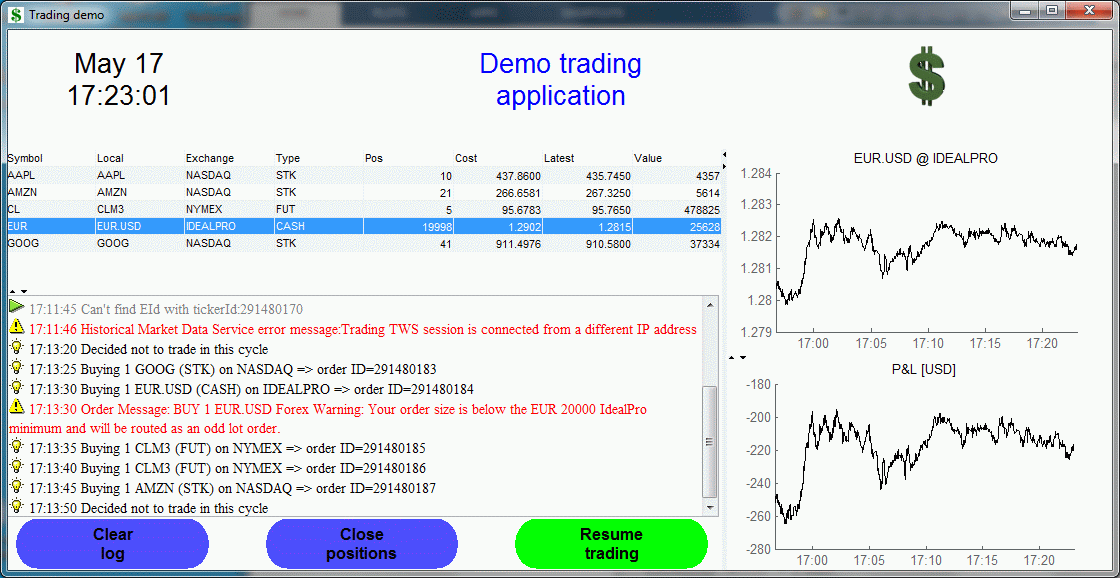 Trading demo
May 17
17:23:01
Demo trading
application
$
Symbol Local Exchange Type Pos Cost Latest Value
AAPL AAPL NASDAQ STK 10 437.8600 435.7450 4357
AMZN AMZN NASDAQ STK 21 266.6581 267.3250 5614
CL CLM3 NYMEX FUT 5 95.6783 95.7650 478825
EUR EUR.USD IDEALPRO CASH 19998 1.2902 1.2815 25628
GOOG GOOG NASDAQ STK 41 911.4976 910.5800 37334
17:11:45 Can't find EId with tickerId:291480170
17:11:46 Historical Market Data Service error message:Trading TWS session is connected from a different IP address
17:13:20 Decided not to trade in this cycle
17:13:25 Buying 1 GOOG (STK) on NASDAQ => order ID=291480183
17:13:30 Buying 1 EUR.USD (CASH) on IDEALPRO => order ID=291480184
17:13:30 Order Message: BUY 1 EUR.USD Forex Warning: Your order size is below the EUR 20000 IdealPro
minimum and will be routed as an odd lot order.
17:13:35 Buying 1 CLM3 (FUT) on NYMEX => order ID=291480185
17:13:40 Buying 1 CLM3 (FUT) on NYMEX => order ID=291480186
17:13:45 Buying 1 AMZN (STK) on NASDAQ => order ID=291480187
17:13:50 Decided not to trade in this cycle
Clear
log
Close
positions
Resume
trading
EUR.USD @ IDEALPRO
1.284
1.283
1.282
1.281
1.28
1.279
17:00 17:05 17:10 17:15 17:20
P&L [USD]
-180
-200
-220
-240
-260
-280
17:00 17:05 17:10 17:15 17:20